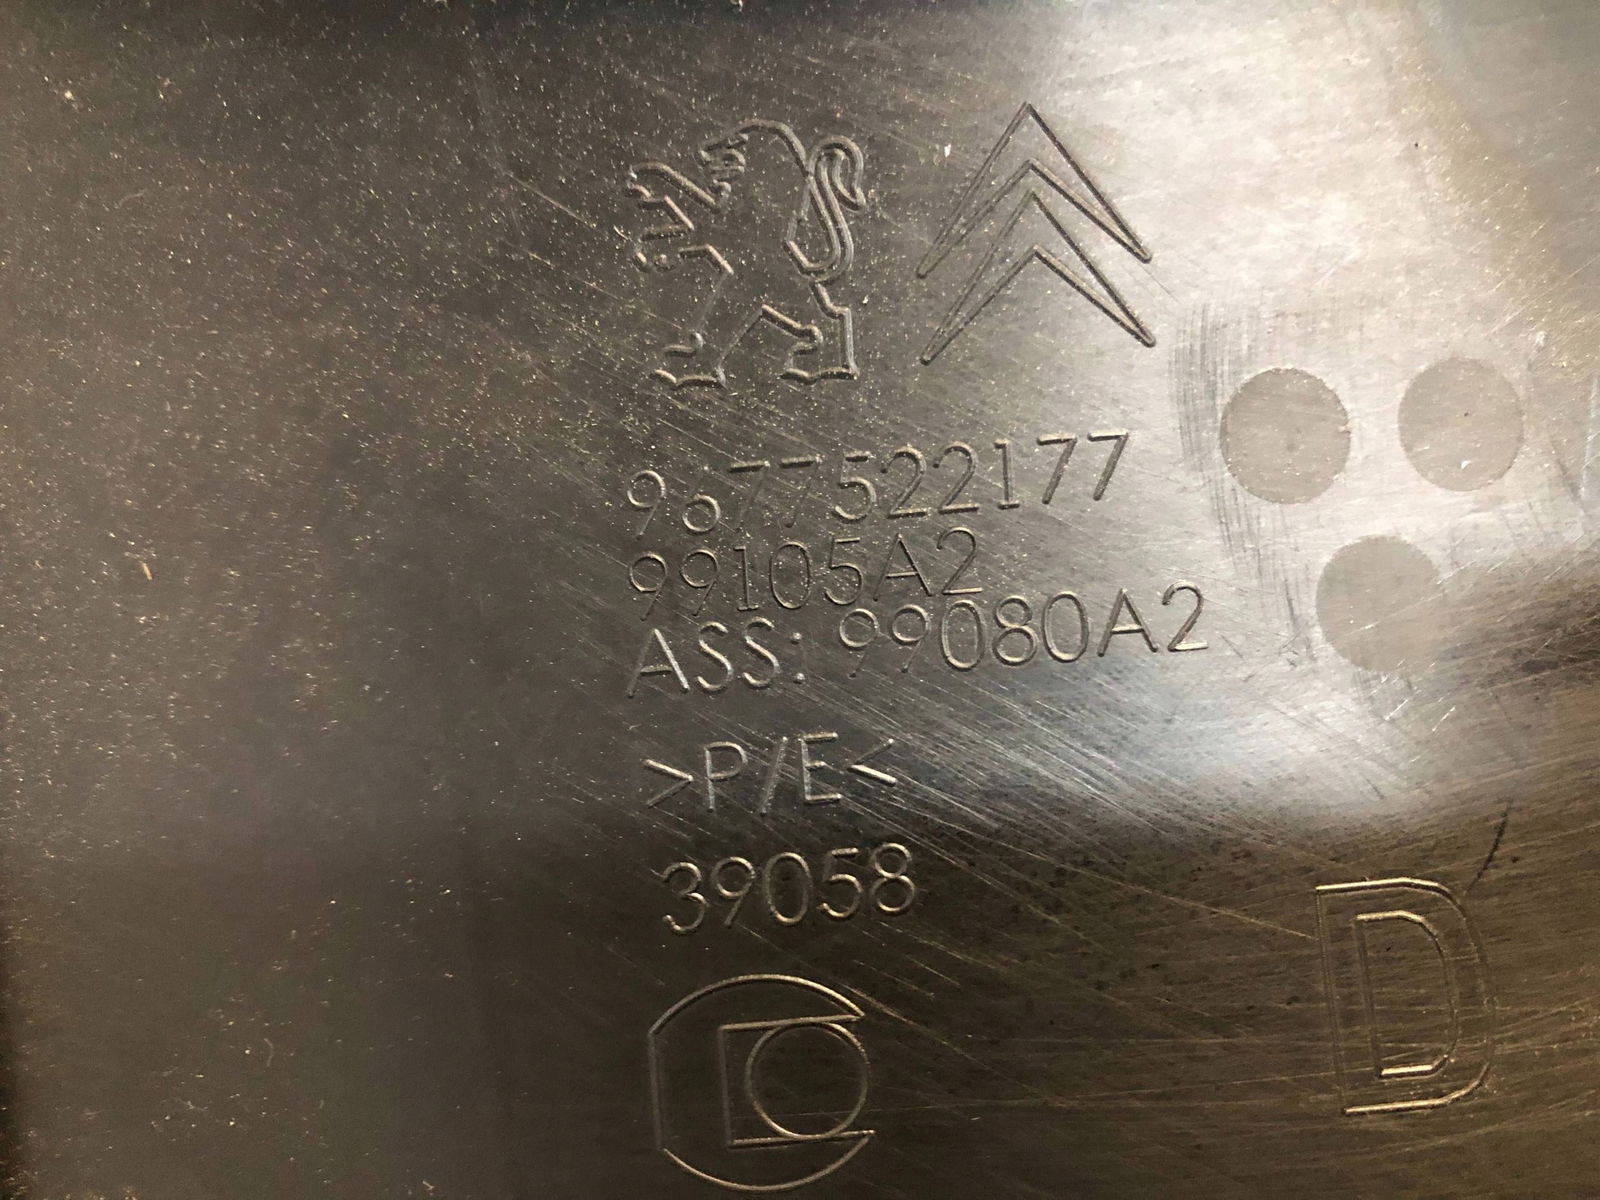 9677522177
99105A2
ASS: 99080A2
>P/E<
39058
D